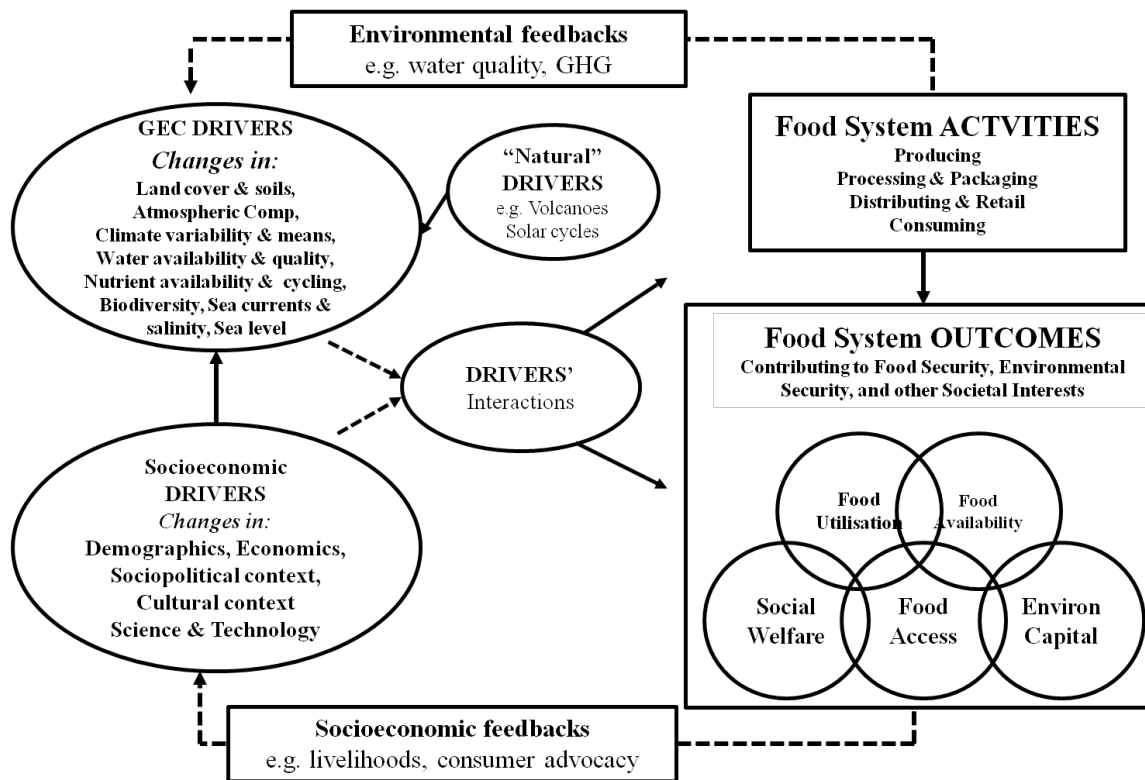 Environmental feedbacks
e.g. water quality, GHG
GEC DRIVERS
Changes in:
Land cover & soils,
Atmospheric Comp,
Climate variability & means,
Water availability & quality,
Nutrient availability & cycling,
Biodiversity, Sea currents &
salinity, Sea level
“Natural”
DRIVERS
e.g. Volcanoes
Solar cycles
Food System ACTVITIES
Producing
Processing & Packaging
Distributing & Retail
Consuming
DRIVERS’
Interactions
Food System OUTCOMES
Contributing to Food Security, Environmental
Security, and other Societal Interests
Food
Utilisation
Food
Availability
Social
Welfare
Food
Access
Environ
Capital
Socioeconomic
DRIVERS
Changes in:
Demographics, Economics,
Sociopolitical context,
Cultural context
Science & Technology
Socioeconomic feedbacks
e.g. livelihoods, consumer advocacy